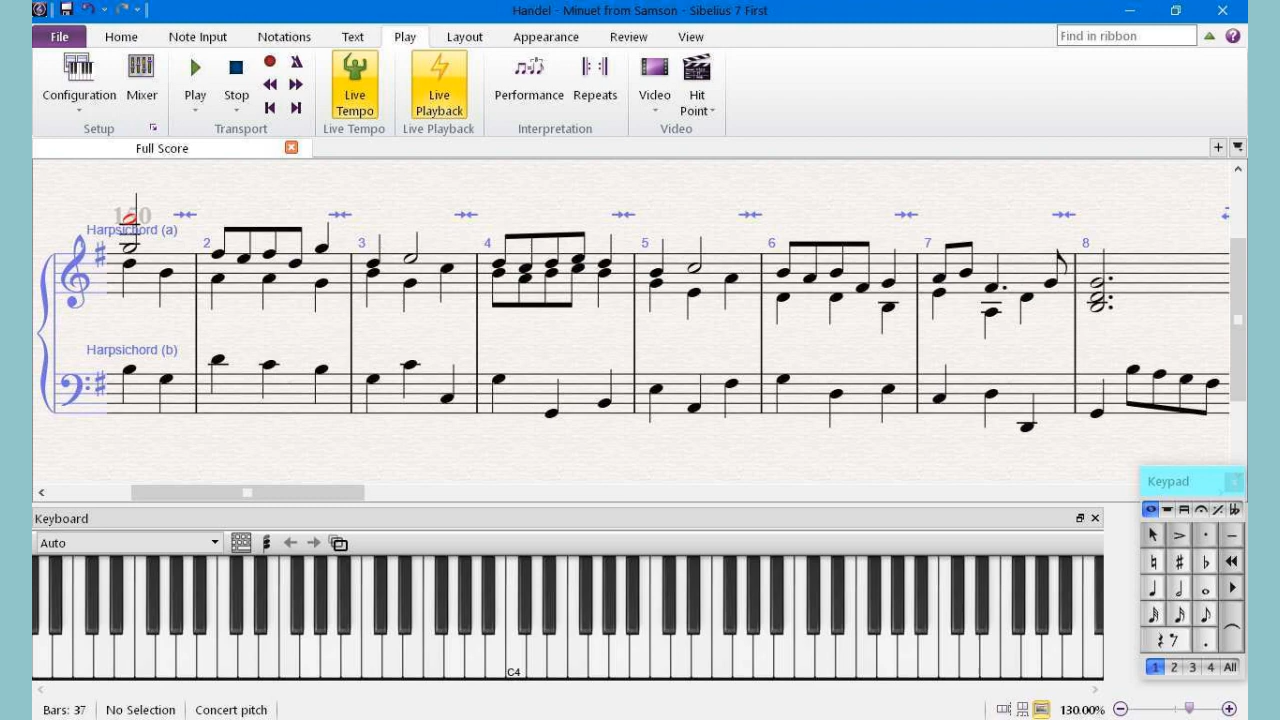 Handel - Minuet from Samson - Sibelius 7 First
File Home Note Input Notations Text Play Layout Appearance Review View Find in ribbon
Configuration Mixer Play Stop Live Tempo Live Playback Performance Repeats Video Hit Point
Setup Transport Live Tempo Live Playback Interpretation Video
Full Score
150
Harpsichord (a)
2 3 4 5 6 7 8
Harpsichord (b)
Keypad
Keyboard
Auto
C4
1 2 3 4 All
Bars: 37 No Selection Concert pitch 130.00%